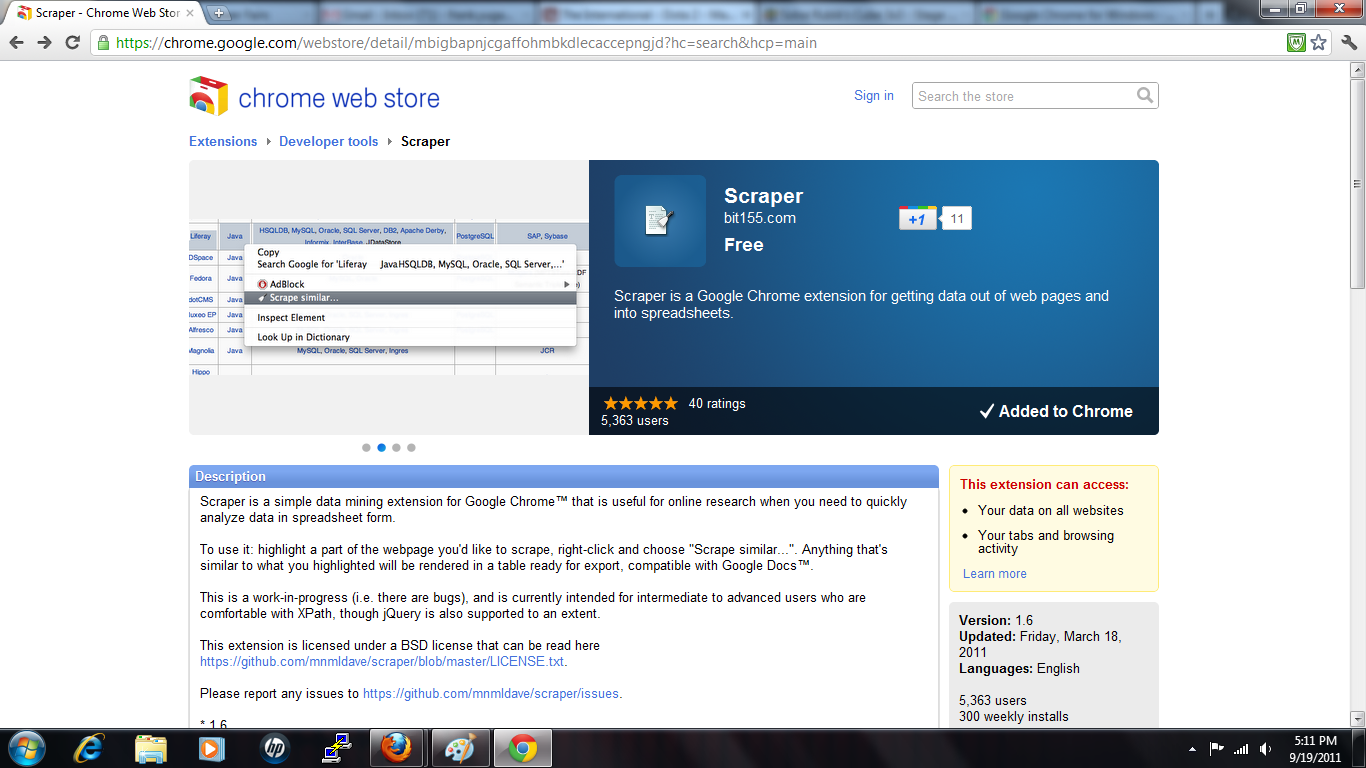 Scraper - Chrome Web Stor
https://chrome.google.com/webstore/detail/mbigbapnjcgaffohmbkdlecaccepngjd?hc=search&hcp=main
chrome web store
Sign in
Search the store
Extensions Developer tools Scraper
Liferay Java HSQLDB, MySQL, Oracle, SQL Server, DB2, Apache Derby, PostgreSQL SAP, Sybase
Informix, InterBase, JDataStore
DSpace Java
Fedora Java
dotCMS Java
Nuxeo EP Java
Alfresco Java
Magnolia Java MySQL, Oracle, SQL Server, Ingres JCR
Hippo
Copy
Search Google for 'Liferay JavaHSQLDB, MySQL, Oracle, SQL Server,...'
AdBlock
Scrape similar...
Inspect Element
Look Up in Dictionary
Scraper
bit155.com
Free
+1 11
Scraper is a Google Chrome extension for getting data out of web pages and
into spreadsheets.
40 ratings
5,363 users
Added to Chrome
Description
Scraper is a simple data mining extension for Google Chrome™ that is useful for online research when you need to quickly
analyze data in spreadsheet form.
To use it: highlight a part of the webpage you'd like to scrape, right-click and choose "Scrape similar...". Anything that's
similar to what you highlighted will be rendered in a table ready for export, compatible with Google Docs™.
This is a work-in-progress (i.e. there are bugs), and is currently intended for intermediate to advanced users who are
comfortable with XPath, though jQuery is also supported to an extent.
This extension is licensed under a BSD license that can be read here
https://github.com/mnmldave/scraper/blob/master/LICENSE.txt.
Please report any issues to https://github.com/mnmldave/scraper/issues.
* 1.6
This extension can access:
Your data on all websites
Your tabs and browsing
activity
Learn more
Version: 1.6
Updated: Friday, March 18,
2011
Languages: English
5,363 users
300 weekly installs
hp
5:11 PM
9/19/2011